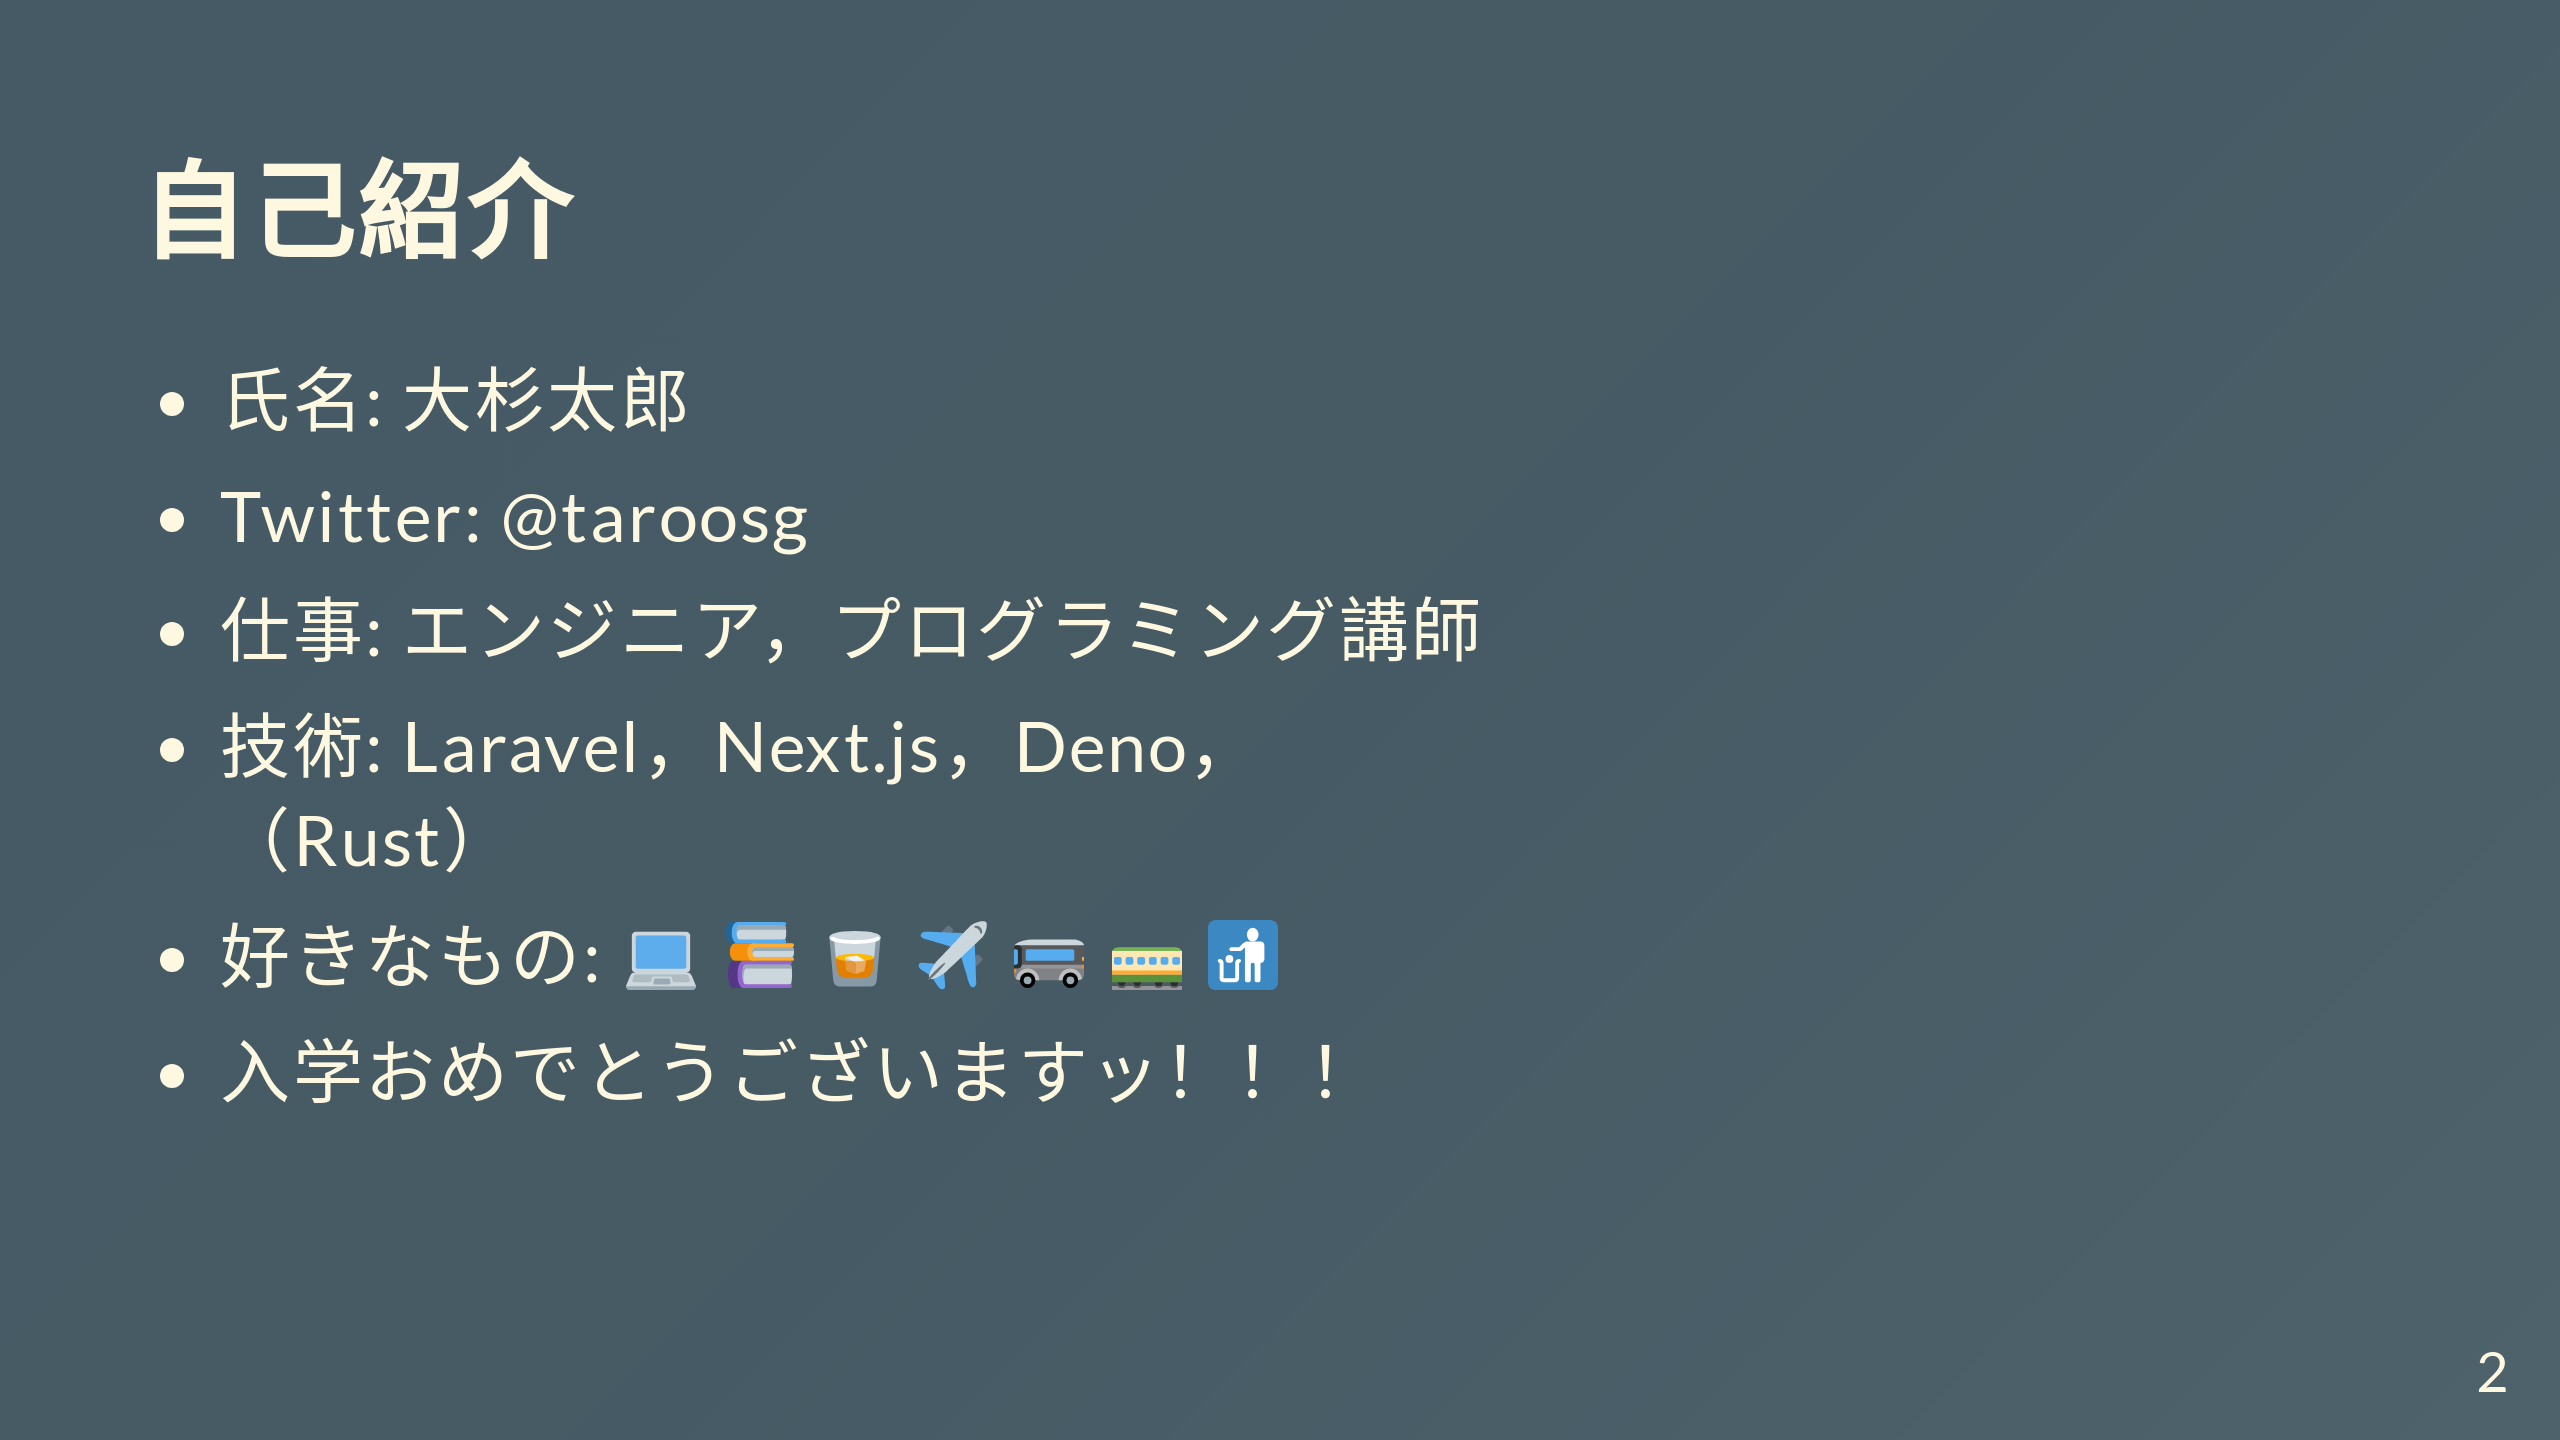 自己紹介
• 氏名: 大杉太郎
• Twitter: @taroosg
• 仕事: エンジニア，プログラミング講師
• 技術: Laravel，Next.js，Deno，
（Rust）
• 好きなもの: 💻 📚 🥃 ✈️ 🚌 🚃 🚮
• 入学おめでとうございますッ！！！
2